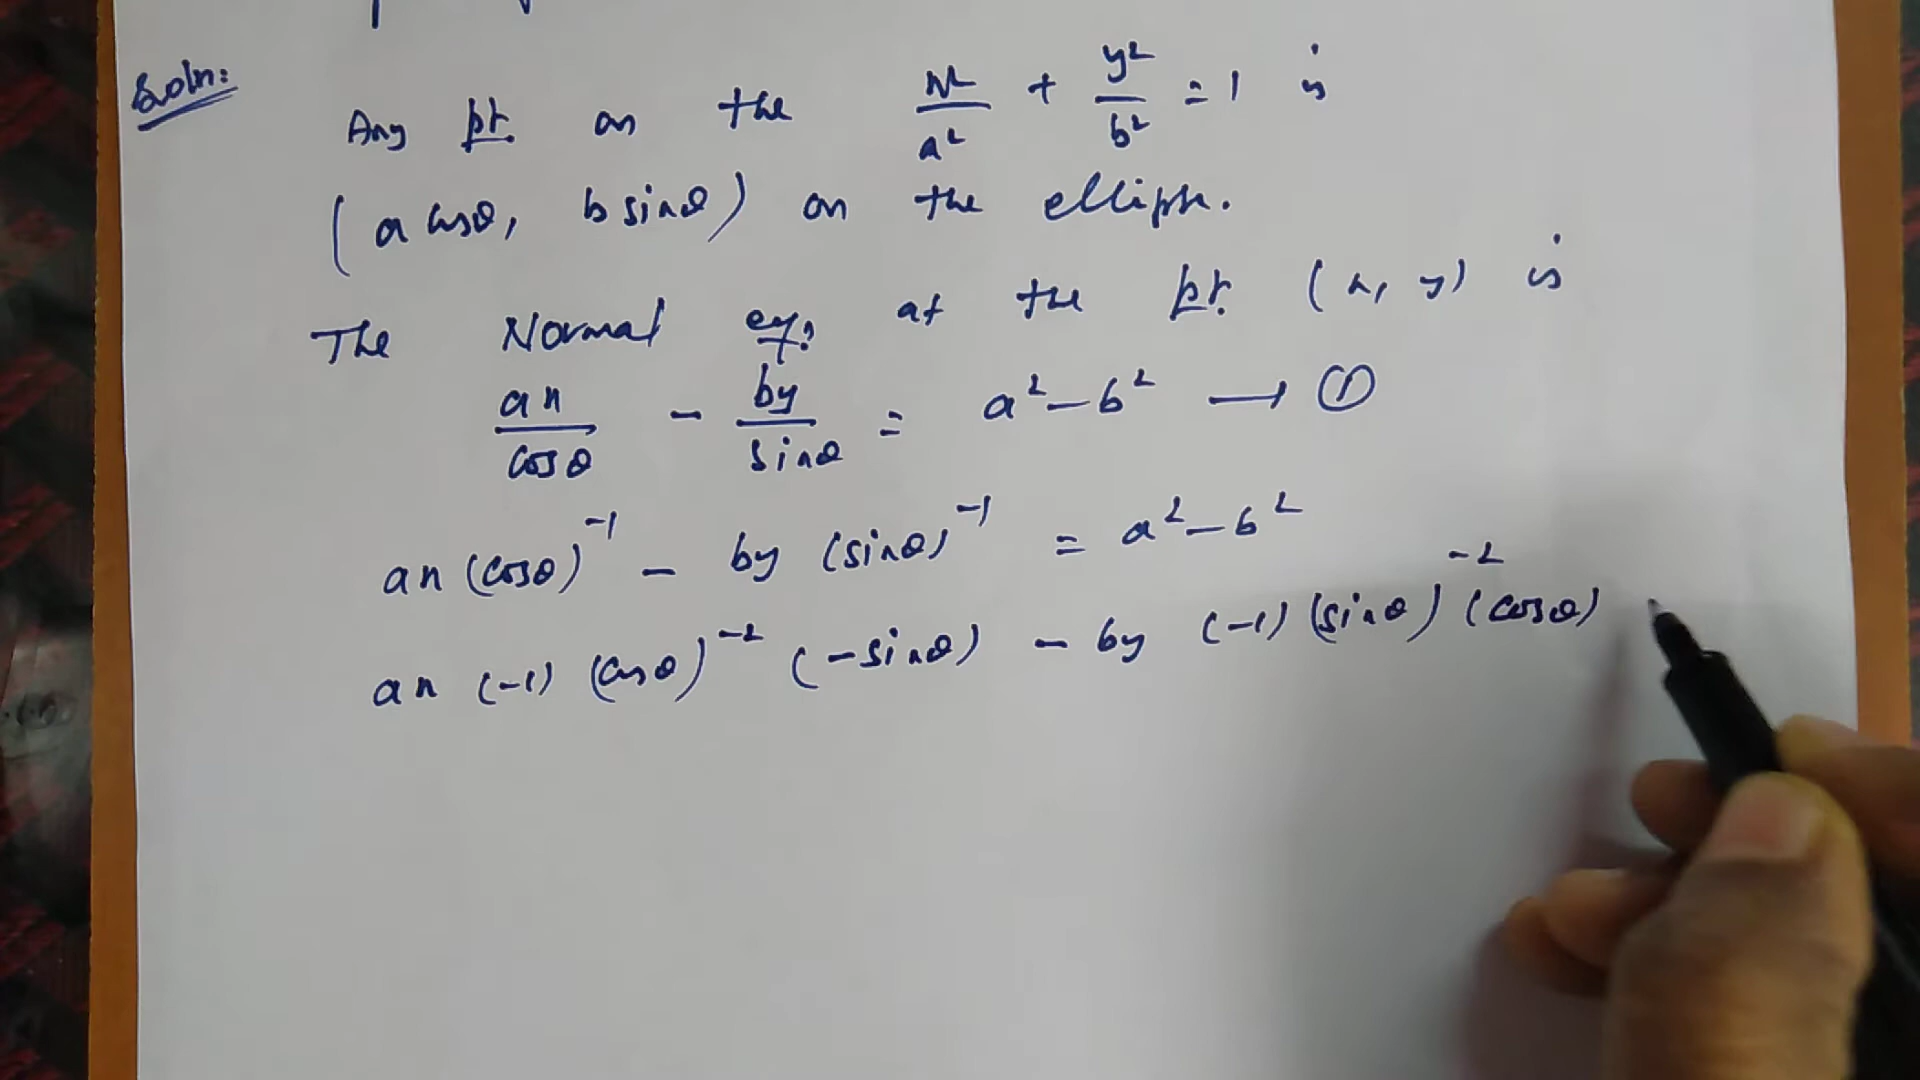 Soln:
Any pt. on the x²/a² + y²/b² = 1 is
(a cosθ, b sinθ) on the ellipse.
The Normal eq. at the pt. (x, y) is
ax/cosθ - by/sinθ = a² - b² → ①
ax (cosθ)⁻¹ - by (sinθ)⁻¹ = a² - b²
ax (-1) (cosθ)⁻² (-sinθ) - by (-1) (sinθ)⁻² (cosθ)